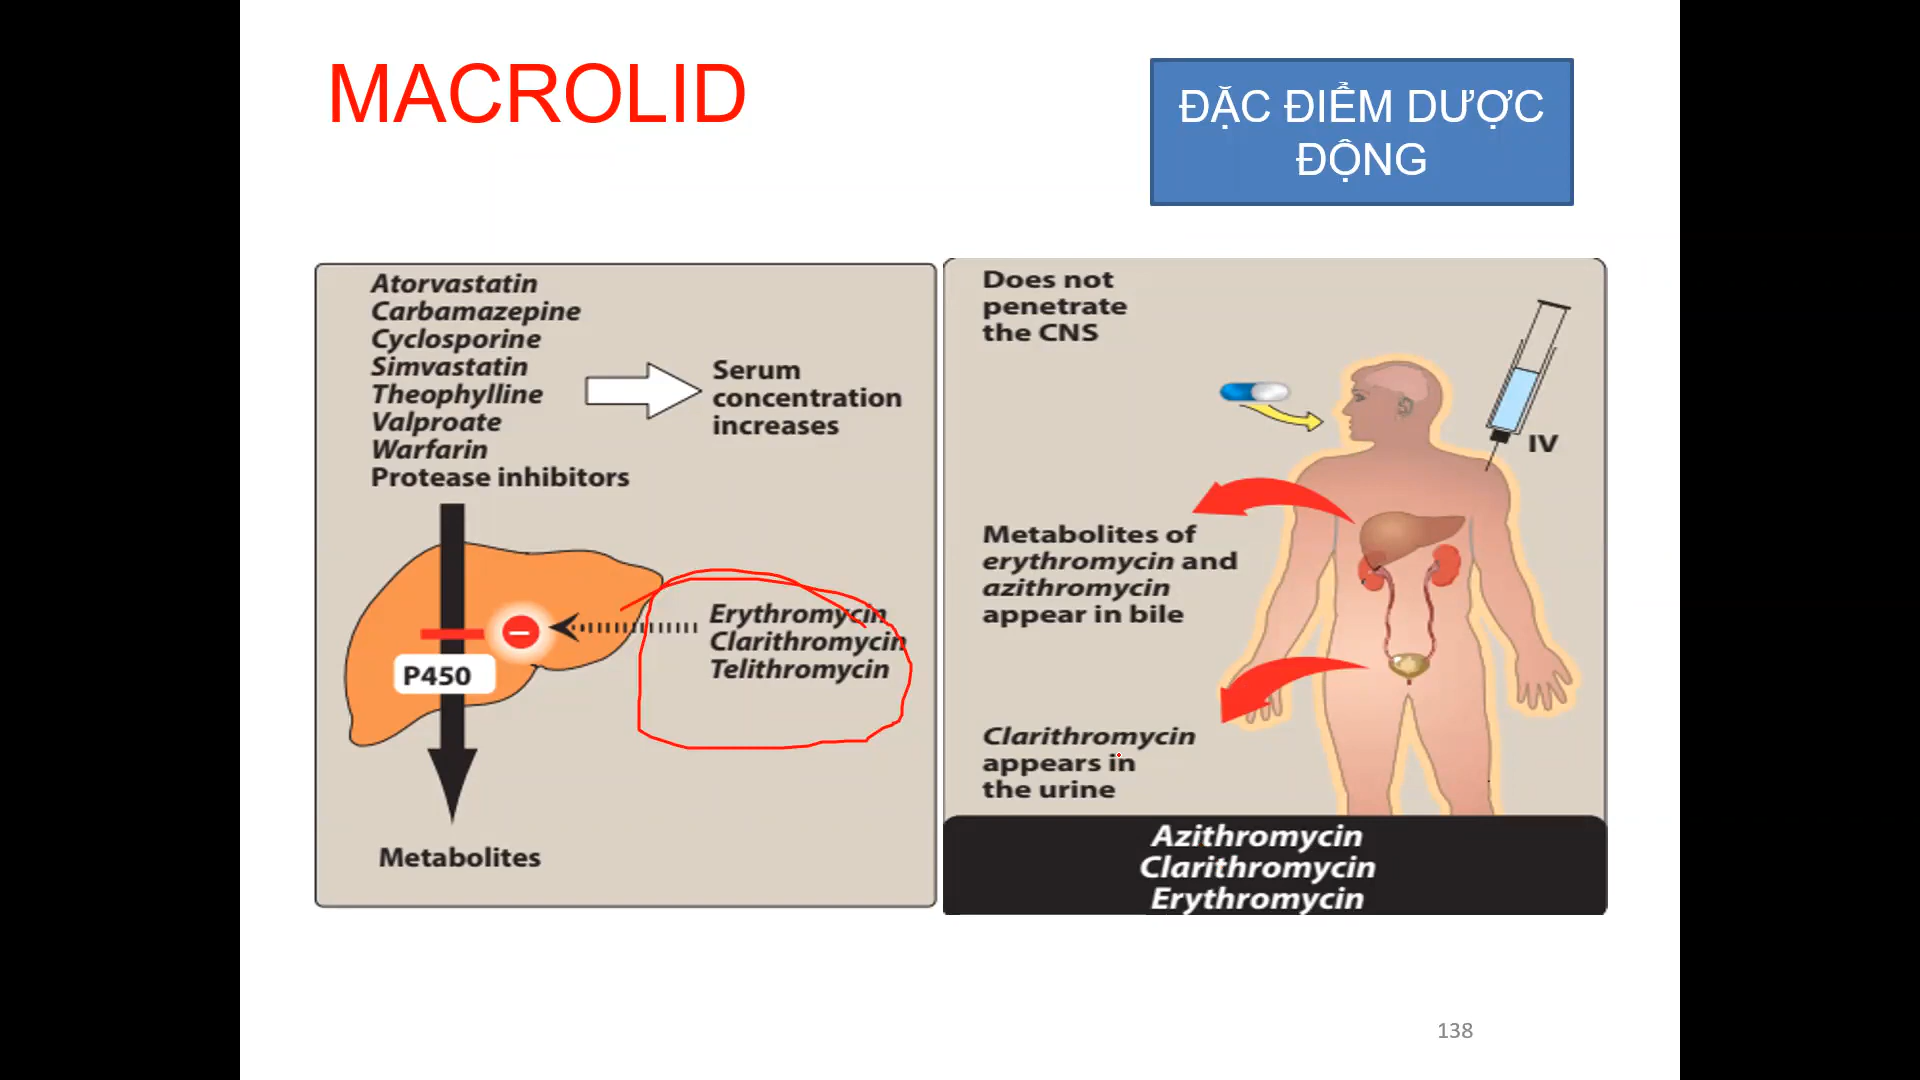 MACROLID
ĐẶC ĐIỂM DƯỢC
ĐỘNG
Atorvastatin
Carbamazepine
Cyclosporine
Simvastatin
Theophylline
Valproate
Warfarin
Protease inhibitors
Serum
concentration
increases
Erythromycin
Clarithromycin
Telithromycin
P450
Metabolites
Does not
penetrate
the CNS
IV
Metabolites of
erythromycin and
azithromycin
appear in bile
Clarithromycin
appears in
the urine
Azithromycin
Clarithromycin
Erythromycin
138